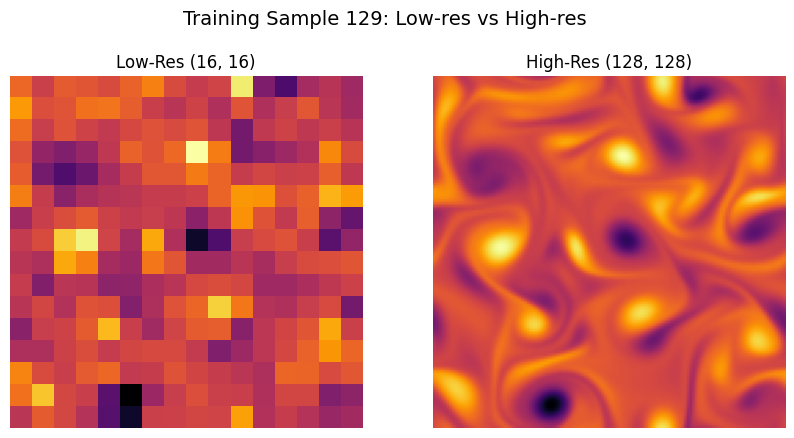 Training Sample 129: Low-res vs High-res
Low-Res (16, 16)
High-Res (128, 128)